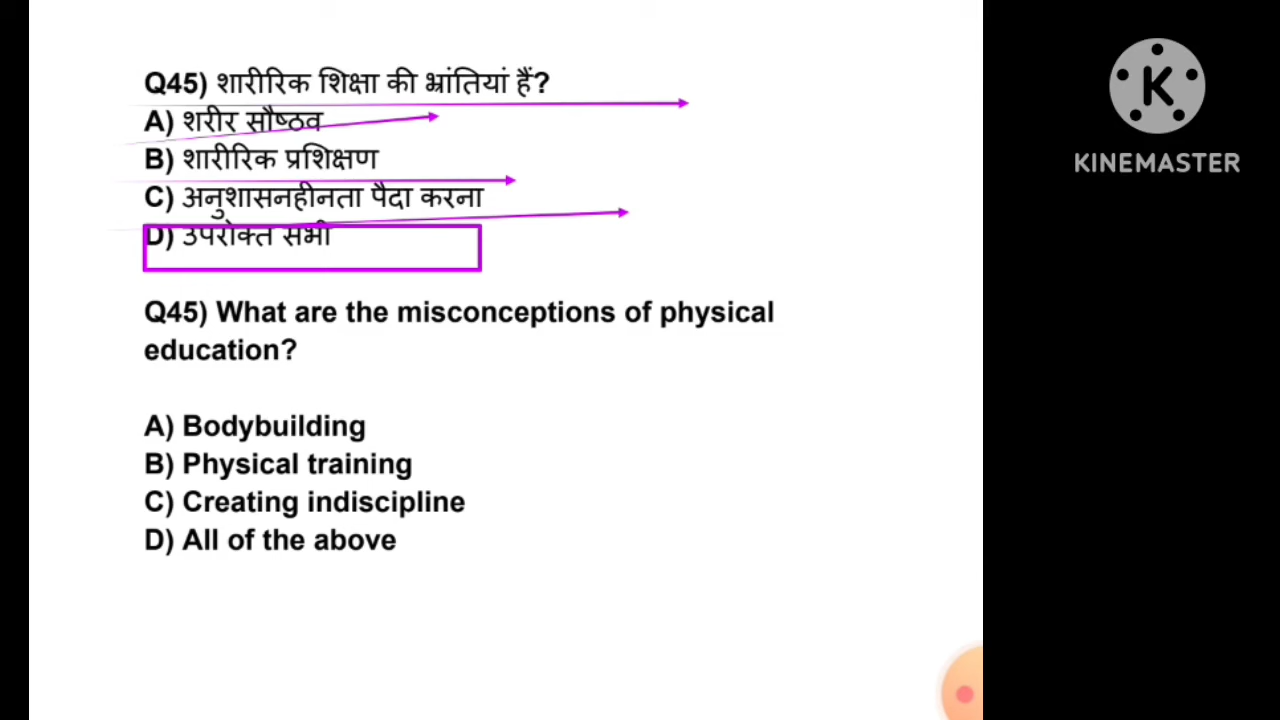 Q45) शारीरिक शिक्षा की भ्रांतियां हैं?
A) शरीर सौष्ठव
B) शारीरिक प्रशिक्षण
C) अनुशासनहीनता पैदा करना
D) उपरोक्त सभी
Q45) What are the misconceptions of physical
education?
A) Bodybuilding
B) Physical training
C) Creating indiscipline
D) All of the above
K
KINEMASTER